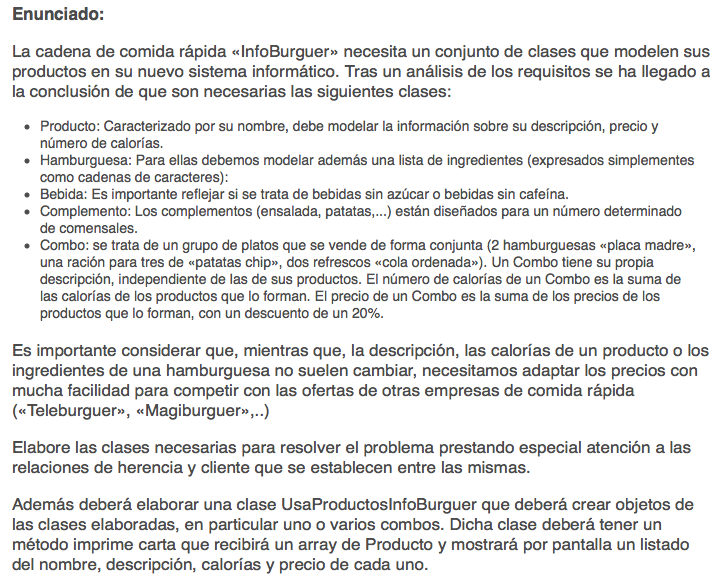 Enunciado:
La cadena de comida rápida «InfoBurguer» necesita un conjunto de clases que modelen sus
productos en su nuevo sistema informático. Tras un análisis de los requisitos se ha llegado a
la conclusión de que son necesarias las siguientes clases:
• Producto: Caracterizado por su nombre, debe modelar la información sobre su descripción, precio y
número de calorías.
• Hamburguesa: Para ellas debemos modelar además una lista de ingredientes (expresados simplemente
como cadenas de caracteres):
• Bebida: Es importante reflejar si se trata de bebidas sin azúcar o bebidas sin cafeína.
• Complemento: Los complementos (ensalada, patatas,...) están diseñados para un número determinado
de comensales.
• Combo: se trata de un grupo de platos que se vende de forma conjunta (2 hamburguesas «placa madre»,
una ración para tres de «patatas chip», dos refrescos «cola ordenada»). Un Combo tiene su propia
descripción, independiente de las de sus productos. El número de calorías de un Combo es la suma de
las calorías de los productos que lo forman. El precio de un Combo es la suma de los precios de los
productos que lo forman, con un descuento de un 20%.
Es importante considerar que, mientras que, la descripción, las calorías de un producto o los
ingredientes de una hamburguesa no suelen cambiar, necesitamos adaptar los precios con
mucha facilidad para competir con las ofertas de otras empresas de comida rápida
(«Teleburguer», «Magiburguer»,..)
Elabore las clases necesarias para resolver el problema prestando especial atención a las
relaciones de herencia y cliente que se establecen entre las mismas.
Además deberá elaborar una clase UsaProductosInfoBurguer que deberá crear objetos de
las clases elaboradas, en particular uno o varios combos. Dicha clase deberá tener un
método imprime carta que recibirá un array de Producto y mostrará por pantalla un listado
del nombre, descripción, calorías y precio de cada uno.